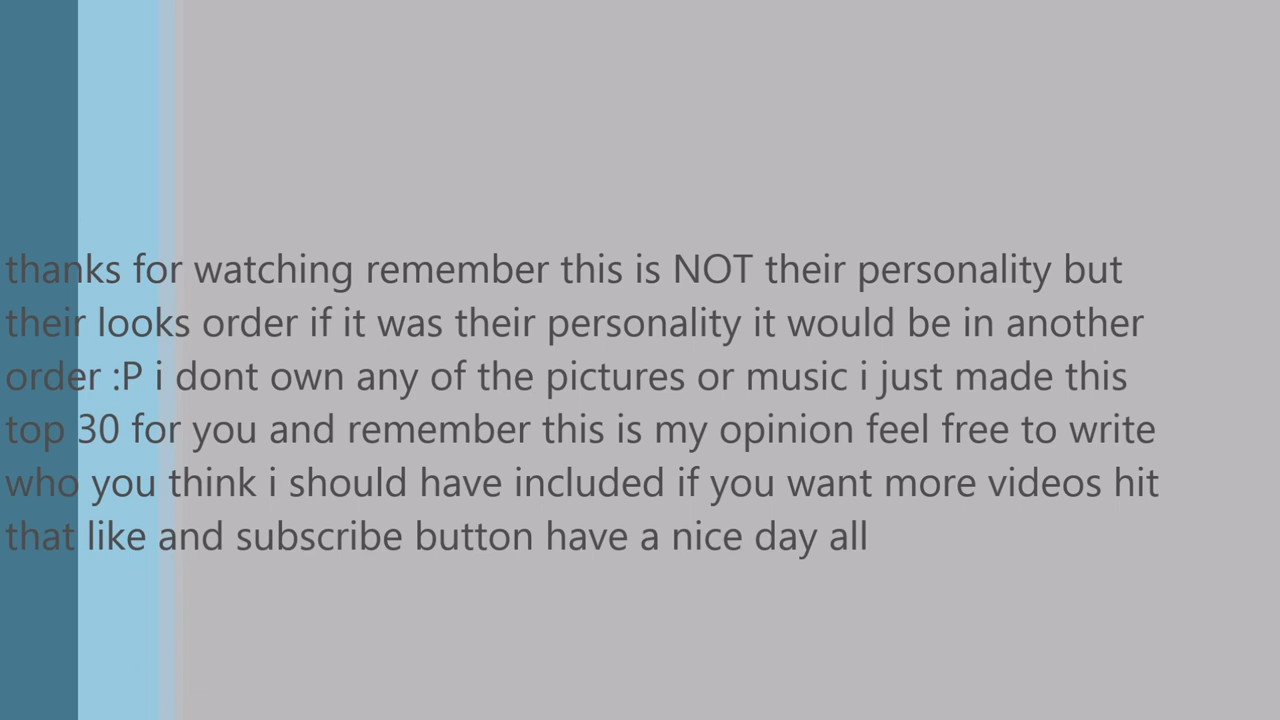 thanks for watching remember this is NOT their personality but
their looks order if it was their personality it would be in another
order :P i dont own any of the pictures or music i just made this
top 30 for you and remember this is my opinion feel free to write
who you think i should have included if you want more videos hit
that like and subscribe button have a nice day all